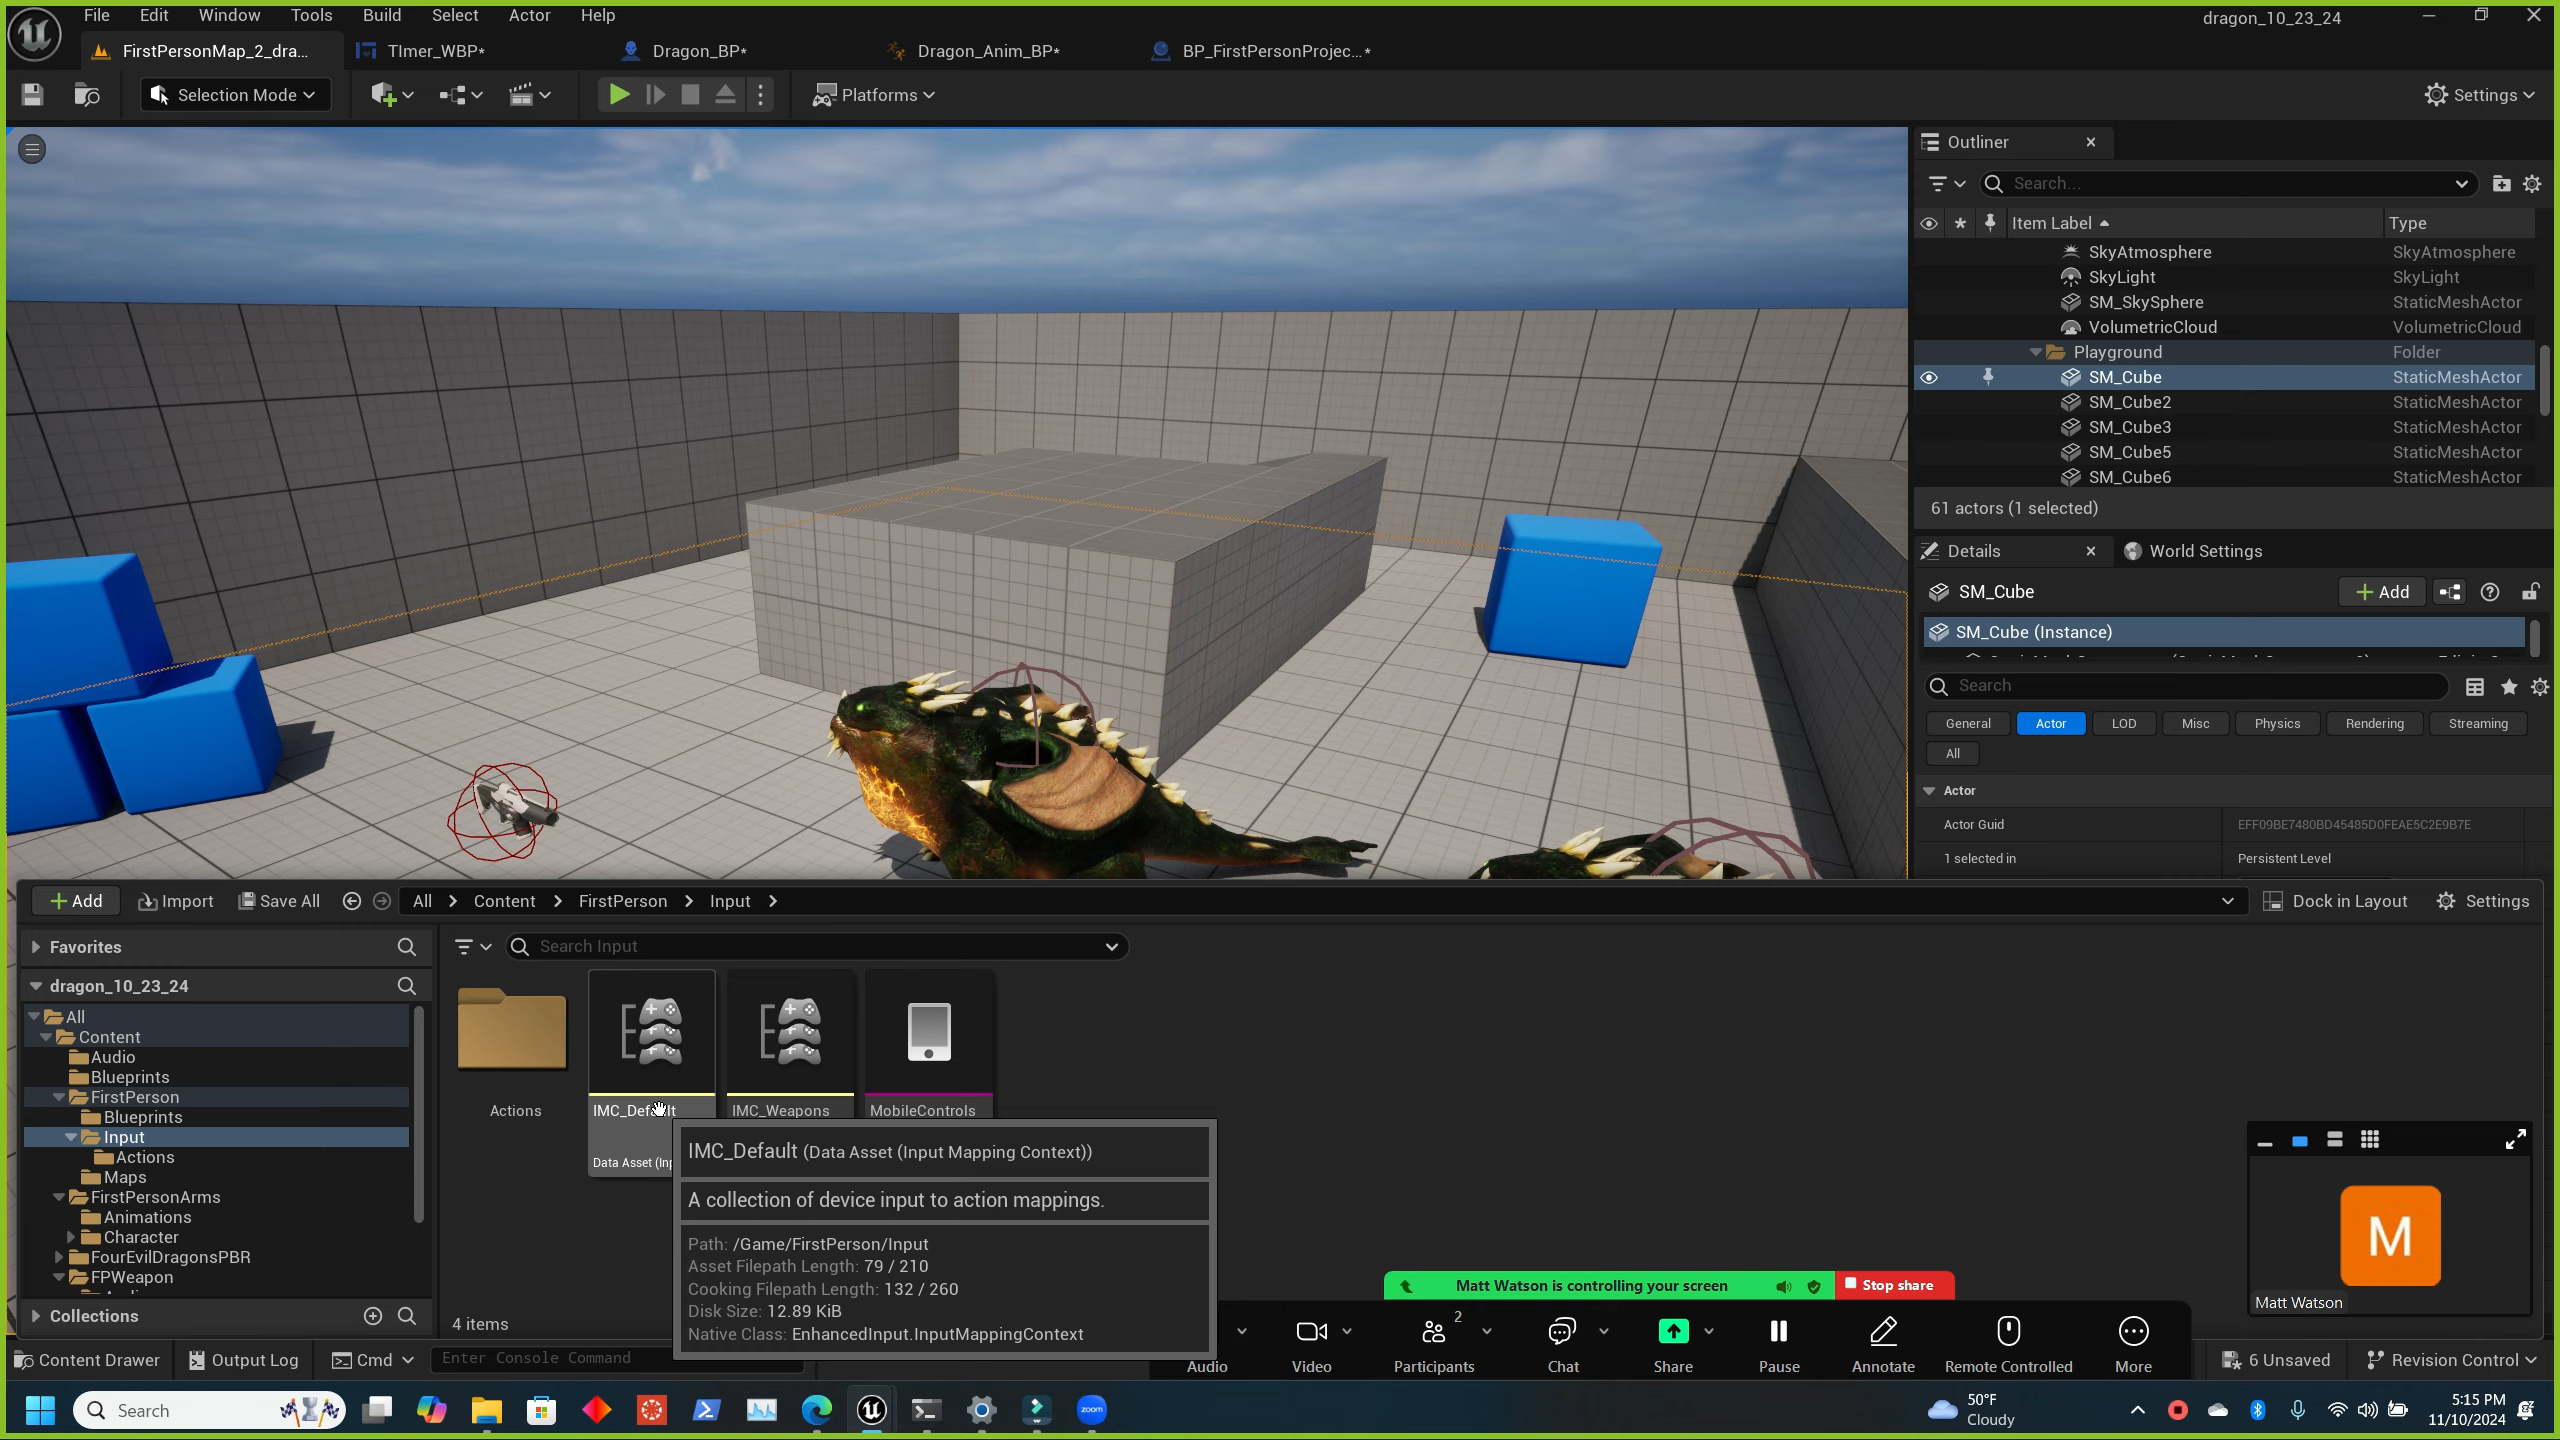 File Edit Window Tools Build Select Actor Help
dragon_10_23_24
FirstPersonMap_2_dra... TImer_WBP* Dragon_BP* Dragon_Anim_BP* BP_FirstPersonProjec...*
Selection Mode Platforms Settings
Outliner
Search...
Item Label Type
SkyAtmosphere SkyAtmosphere
SkyLight SkyLight
SM_SkySphere StaticMeshActor
VolumetricCloud VolumetricCloud
Playground Folder
SM_Cube StaticMeshActor
SM_Cube2 StaticMeshActor
SM_Cube3 StaticMeshActor
SM_Cube5 StaticMeshActor
SM_Cube6 StaticMeshActor
61 actors (1 selected)
Details World Settings
SM_Cube Add
SM_Cube (Instance)
Search
General Actor LOD Misc Physics Rendering Streaming
All
Actor
Actor Guid EFF09BE7480BD45485D0FEAE5C2E9B7E
1 selected in Persistent Level
Add Import Save All All Content FirstPerson Input Dock in Layout Settings
Favorites
Search Input
dragon_10_23_24
All
Content
Audio
Blueprints
FirstPerson
Blueprints
Input
Actions
Maps
FirstPersonArms
Animations
Character
FourEvilDragonsPBR
FPWeapon
Collections
Actions IMC_Default IMC_Weapons MobileControls
Data Asset (Inp
IMC_Default (Data Asset (Input Mapping Context))
A collection of device input to action mappings.
Path: /Game/FirstPerson/Input
Asset Filepath Length: 79 / 210
Cooking Filepath Length: 132 / 260
Disk Size: 12.89 KiB
Native Class: EnhancedInput.InputMappingContext
4 items
M
Matt Watson
Matt Watson is controlling your screen Stop share
2
Audio Video Participants Chat Share Pause Annotate Remote Controlled More
Content Drawer Output Log Cmd Enter Console Command 6 Unsaved Revision Control
Search
zoom
50°F
Cloudy
5:15 PM
11/10/2024